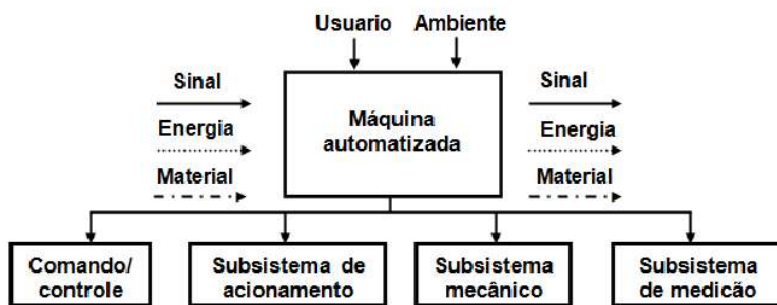 Usuario Ambiente
Sinal
Energia
Material
Máquina
automatizada
Sinal
Energia
Material
Comando/
controle
Subsistema de
acionamento
Subsistema
mecânico
Subsistema
de medição